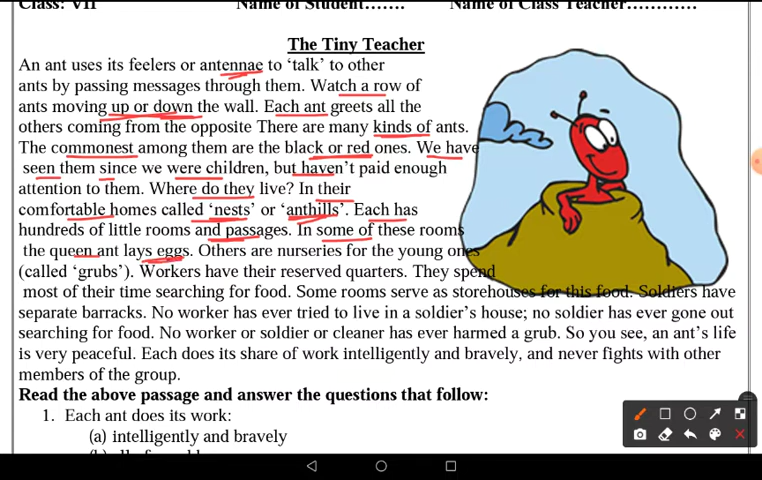 Class: VII Name of Student....... Name of Class Teacher............
The Tiny Teacher
An ant uses its feelers or antennae to ‘talk’ to other
ants by passing messages through them. Watch a row of
ants moving up or down the wall. Each ant greets all the
others coming from the opposite There are many kinds of ants.
The commonest among them are the black or red ones. We have
seen them since we were children, but haven’t paid enough
attention to them. Where do they live? In their
comfortable homes called ‘nests’ or ‘anthills’. Each has
hundreds of little rooms and passages. In some of these rooms
the queen ant lays eggs. Others are nurseries for the young ones
(called ‘grubs’). Workers have their reserved quarters. They spend
most of their time searching for food. Some rooms serve as storehouses for this food. Soldiers have
separate barracks. No worker has ever tried to live in a soldier’s house; no soldier has ever gone out
searching for food. No worker or soldier or cleaner has ever harmed a grub. So you see, an ant’s life
is very peaceful. Each does its share of work intelligently and bravely, and never fights with other
members of the group.
Read the above passage and answer the questions that follow:
1. Each ant does its work:
(a) intelligently and bravely